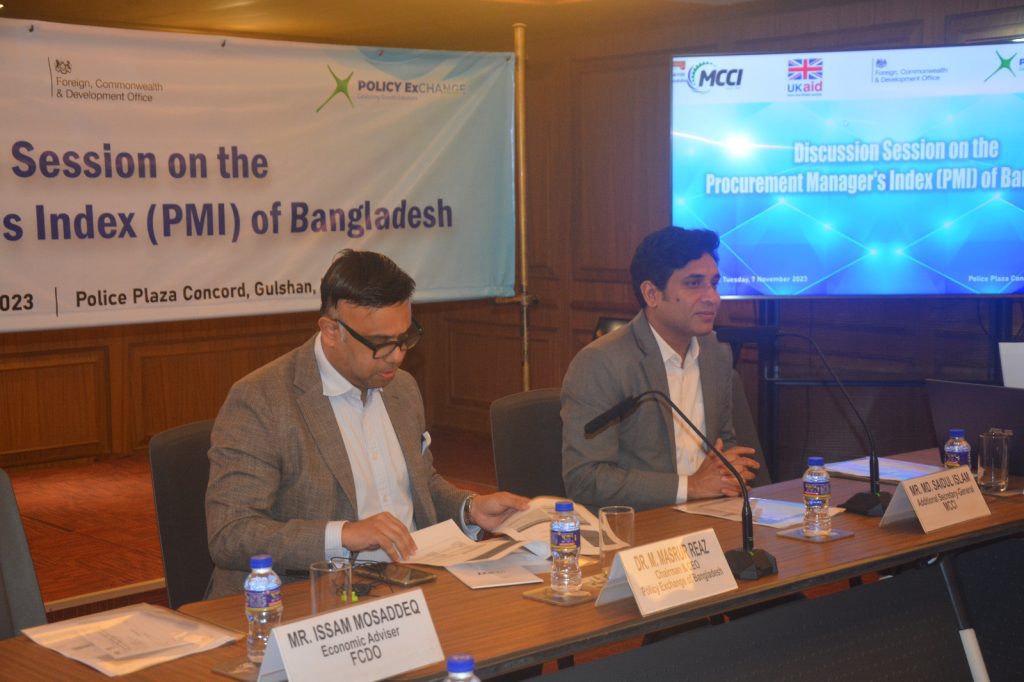 Foreign, Commonwealth
& Development Office
POLICY ExCHANGE
Session on the
s Index (PMI) of Bangladesh
2023 | Police Plaza Concord, Gulshan,
MCCI
UKaid
Foreign, Commonwealth
& Development Office
Discussion Session on the
Procurement Manager's Index (PMI) of Ban
Tuesday, 7 November 2023
Police Plaza Con
MR. ISSAM MOSADDEQ
Economic Adviser
FCDO
DR. M. MASRUR REAZ
Chairman & CEO
Policy Exchange of Bangladesh
MR. MD. SAIDUL ISLAM
Additional Secretary-General
MCCI